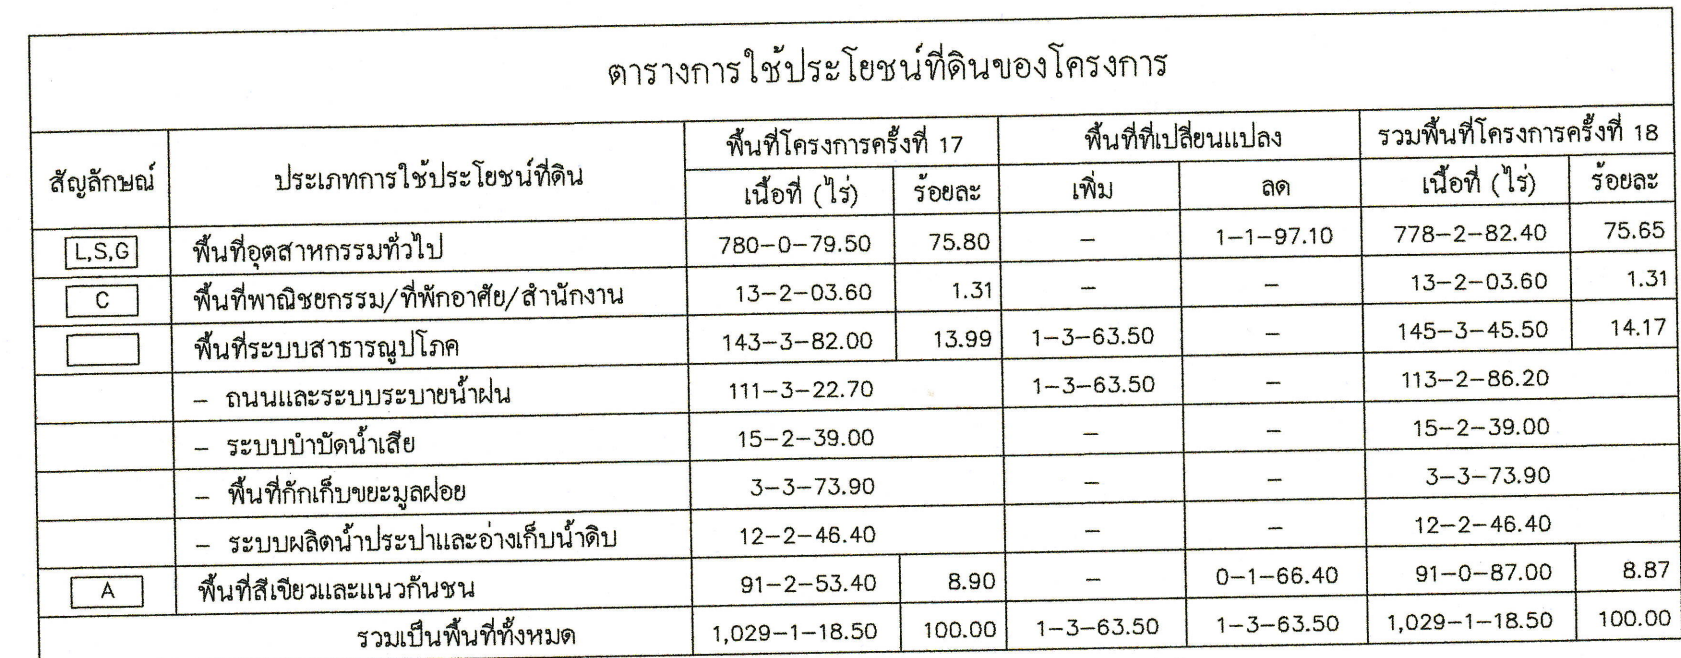 ตารางการใช้ประโยชน์ที่ดินของโครงการ
สัญลักษณ์ ประเภทการใช้ประโยชน์ที่ดิน พื้นที่โครงการครั้งที่ 17 พื้นที่ที่เปลี่ยนแปลง รวมพื้นที่โครงการครั้งที่ 18
เนื้อที่ (ไร่) ร้อยละ เพิ่ม ลด เนื้อที่ (ไร่) ร้อยละ
L,S,G พื้นที่อุตสาหกรรมทั่วไป 780-0-79.50 75.80 - 1-1-97.10 778-2-82.40 75.65
C พื้นที่พาณิชยกรรม/ที่พักอาศัย/สำนักงาน 13-2-03.60 1.31 - - 13-2-03.60 1.31
พื้นที่ระบบสาธารณูปโภค 143-3-82.00 13.99 1-3-63.50 - 145-3-45.50 14.17
- ถนนและระบบระบายน้ำฝน 111-3-22.70 1-3-63.50 - 113-2-86.20
- ระบบบำบัดน้ำเสีย 15-2-39.00 - - 15-2-39.00
- พื้นที่กักเก็บขยะมูลฝอย 3-3-73.90 - - 3-3-73.90
- ระบบผลิตน้ำประปาและอ่างเก็บน้ำดิบ 12-2-46.40 - - 12-2-46.40
A พื้นที่สีเขียวและแนวกันชน 91-2-53.40 8.90 - 0-1-66.40 91-0-87.00 8.87
รวมเป็นพื้นที่ทั้งหมด 1,029-1-18.50 100.00 1-3-63.50 1-3-63.50 1,029-1-18.50 100.00